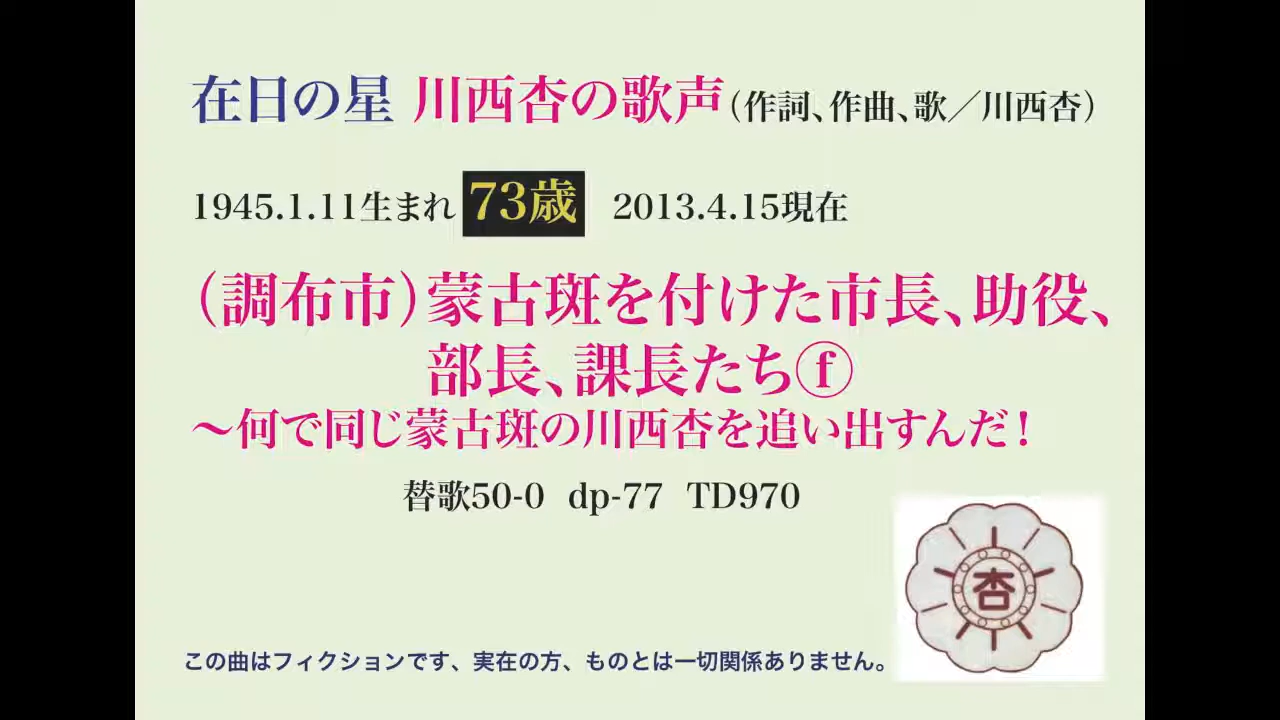 在日の星 川西杏の歌声(作詞、作曲、歌／川西杏)
1945.1.11生まれ 73歳 2013.4.15現在
(調布市)蒙古斑を付けた市長、助役、
部長、課長たちⓕ
～何で同じ蒙古斑の川西杏を追い出すんだ!
替歌50-0 dp-77 TD970
杏
この曲はフィクションです、実在の方、ものとは一切関係ありません。